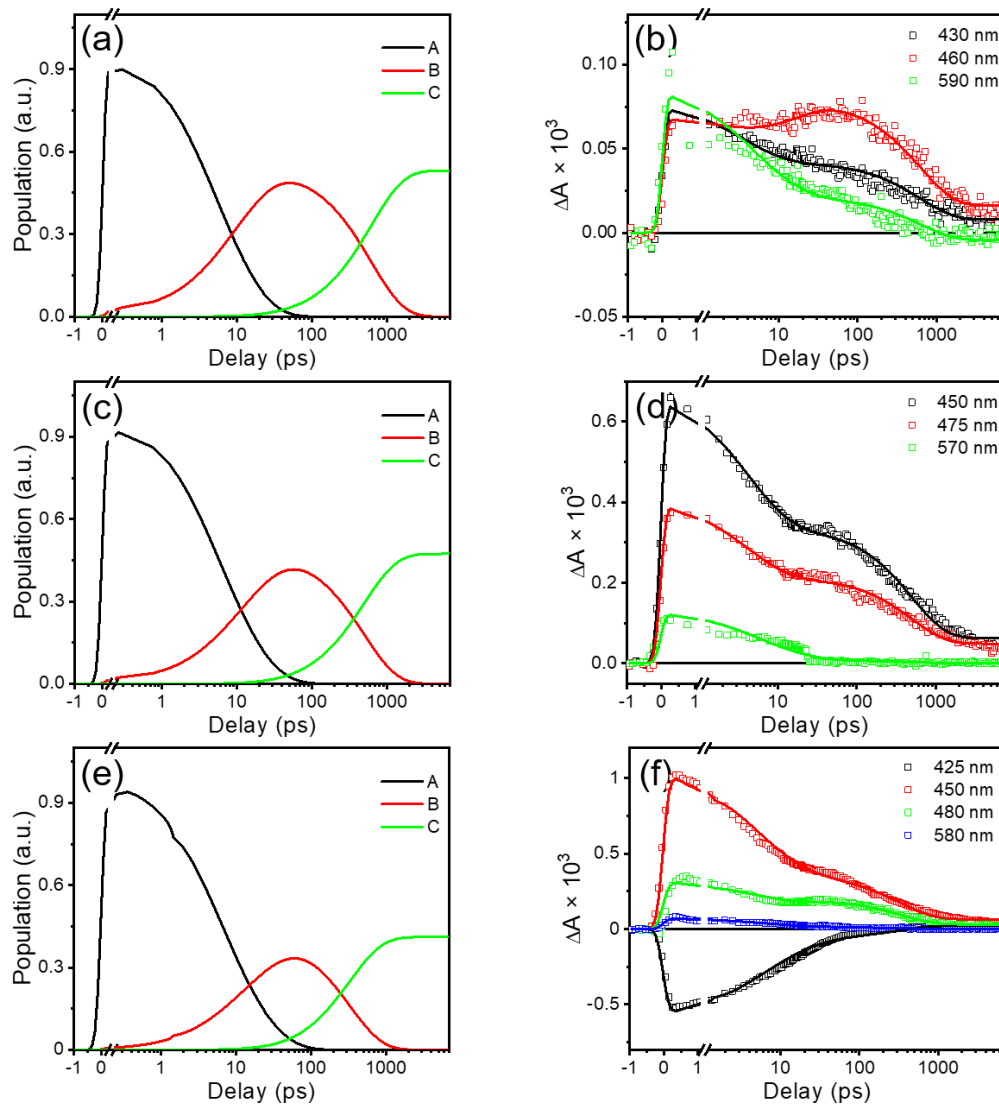 (a)
A
B
C
Population (a.u.)
0.9
0.6
0.3
0.0
-1 0 1 10 100 1000
Delay (ps)
(b)
430 nm
460 nm
590 nm
ΔA × 10³
0.10
0.05
0.00
-0.05
-1 0 1 10 100 1000
Delay (ps)
(c)
A
B
C
Population (a.u.)
0.9
0.6
0.3
0.0
-1 0 1 10 100 1000
Delay (ps)
(d)
450 nm
475 nm
570 nm
ΔA × 10³
0.6
0.4
0.2
0.0
-1 0 1 10 100 1000
Delay (ps)
(e)
A
B
C
Population (a.u.)
0.9
0.6
0.3
0
-1 0 1 10 100 1000
Delay (ps)
(f)
425 nm
450 nm
480 nm
580 nm
ΔA × 10³
1
0.5
0
-0.5
-1 0 1 10 100 1000
Delay (ps)